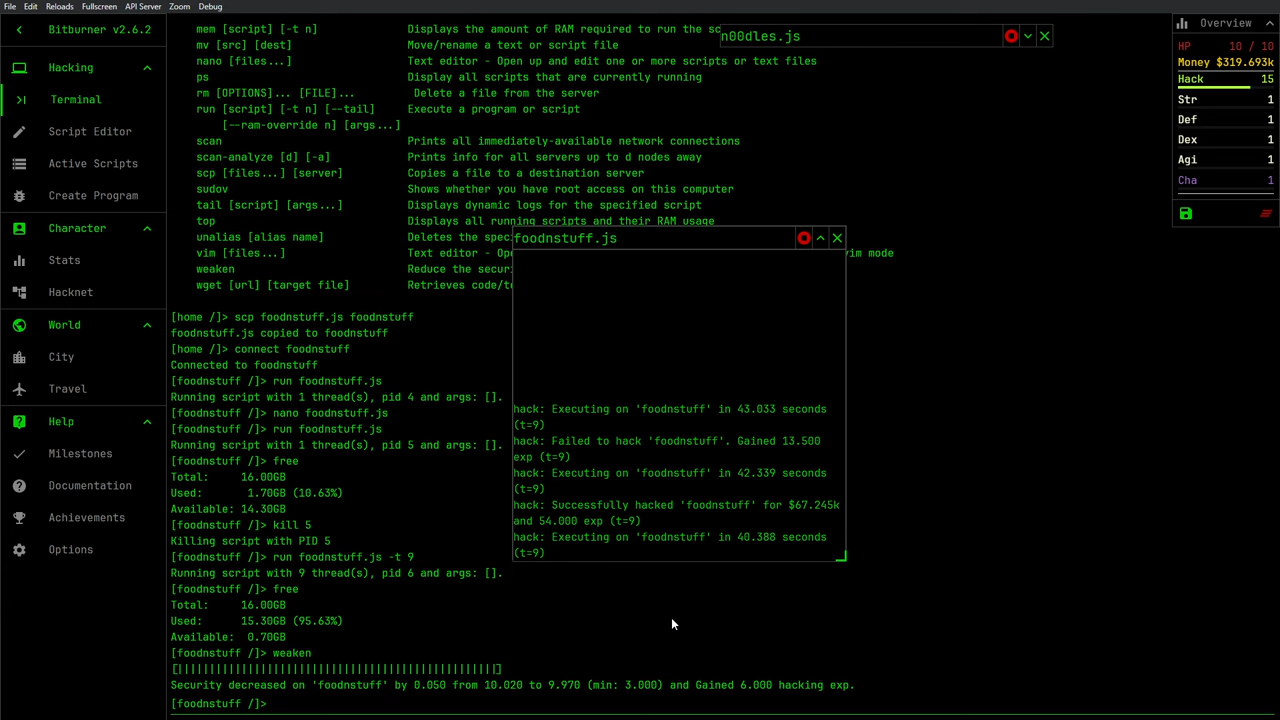 File Edit Reloads Fullscreen API Server Zoom Debug
Bitburner v2.6.2
Hacking
Terminal
Script Editor
Active Scripts
Create Program
Character
Stats
Hacknet
World
City
Travel
Help
Milestones
Documentation
Achievements
Options
mem [script] [-t n] Displays the amount of RAM required to run the sc
mv [src] [dest] Move/rename a text or script file
nano [files...] Text editor - Open up and edit one or more scripts or text files
ps Display all scripts that are currently running
rm [OPTIONS]... [FILE]... Delete a file from the server
run [script] [-t n] [--tail] Execute a program or script
[--ram-override n] [args...]
scan Prints all immediately-available network connections
scan-analyze [d] [-a] Prints info for all servers up to d nodes away
scp [files...] [server] Copies a file to a destination server
sudov Shows whether you have root access on this computer
tail [script] [args...] Displays dynamic logs for the specified script
top Displays all running scripts and their RAM usage
unalias [alias name] Deletes the spec
vim [files...] Text editor - Ope vim mode
weaken Reduce the securi
wget [url] [target file] Retrieves code/te
[home /]> scp foodnstuff.js foodnstuff
foodnstuff.js copied to foodnstuff
[home /]> connect foodnstuff
Connected to foodnstuff
[foodnstuff /]> run foodnstuff.js
Running script with 1 thread(s), pid 4 and args: [].
[foodnstuff /]> nano foodnstuff.js
[foodnstuff /]> run foodnstuff.js
Running script with 1 thread(s), pid 5 and args: [].
[foodnstuff /]> free
Total: 16.00GB
Used: 1.70GB (10.63%)
Available: 14.30GB
[foodnstuff /]> kill 5
Killing script with PID 5
[foodnstuff /]> run foodnstuff.js -t 9
Running script with 9 thread(s), pid 6 and args: [].
[foodnstuff /]> free
Total: 16.00GB
Used: 15.30GB (95.63%)
Available: 0.70GB
[foodnstuff /]> weaken
[||||||||||||||||||||||||||||||||||||||||||||||||||]
Security decreased on 'foodnstuff' by 0.050 from 10.020 to 9.970 (min: 3.000) and Gained 6.000 hacking exp.
[foodnstuff /]>
n00dles.js
foodnstuff.js
hack: Executing on 'foodnstuff' in 43.033 seconds
(t=9)
hack: Failed to hack 'foodnstuff'. Gained 13.500
exp (t=9)
hack: Executing on 'foodnstuff' in 42.339 seconds
(t=9)
hack: Successfully hacked 'foodnstuff' for $67.245k
and 54.000 exp (t=9)
hack: Executing on 'foodnstuff' in 40.388 seconds
(t=9)
Overview
HP 10 / 10
Money $319.693k
Hack 15
Str 1
Def 1
Dex 1
Agi 1
Cha 1